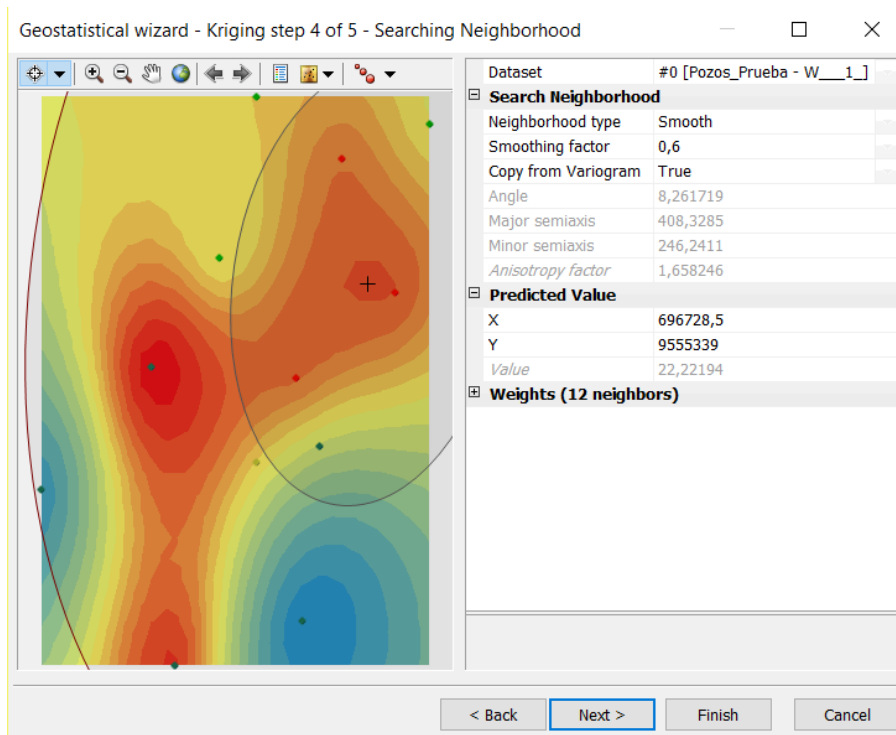 Geostatistical wizard - Kriging step 4 of 5 - Searching Neighborhood
Dataset #0 [Pozos_Prueba - W___1_]
Search Neighborhood
Neighborhood type Smooth
Smoothing factor 0,6
Copy from Variogram True
Angle 8,261719
Major semiaxis 408,3285
Minor semiaxis 246,2411
Anisotropy factor 1,658246
Predicted Value
X 696728,5
Y 9555339
Value 22,22194
Weights (12 neighbors)
< Back Next > Finish Cancel